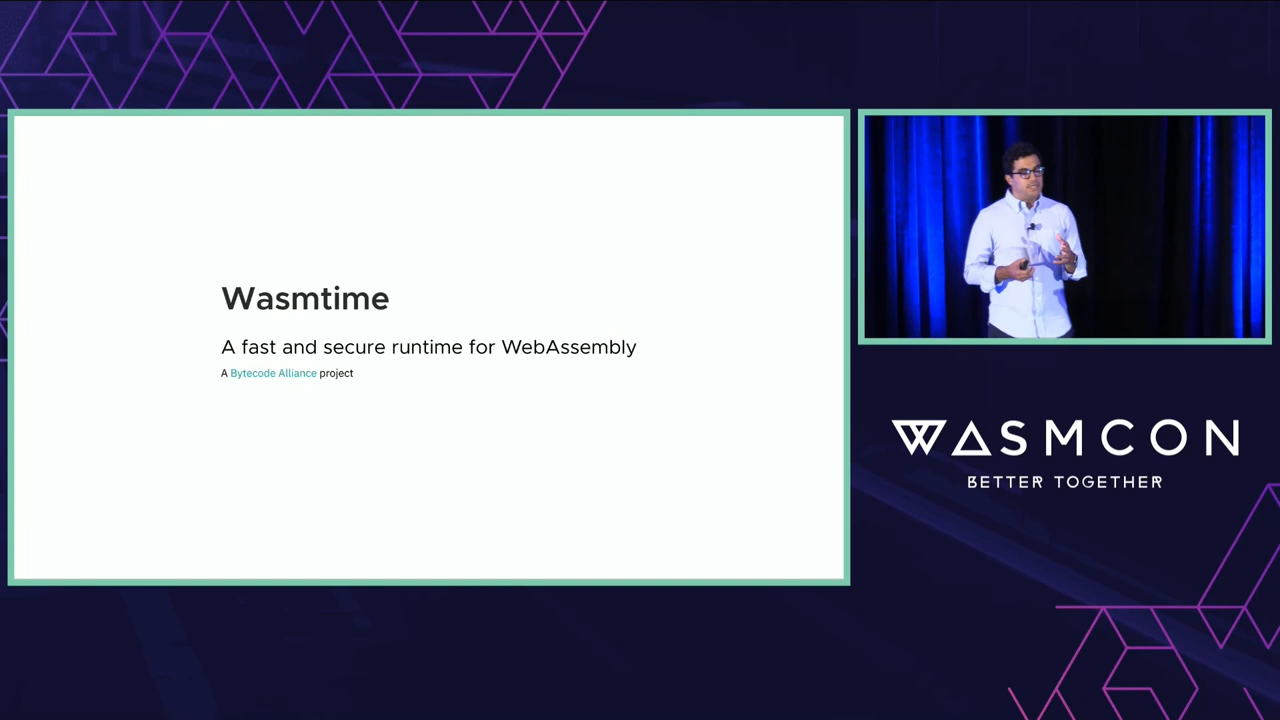 Wasmtime
A fast and secure runtime for WebAssembly
A Bytecode Alliance project
WASMCON
BETTER TOGETHER